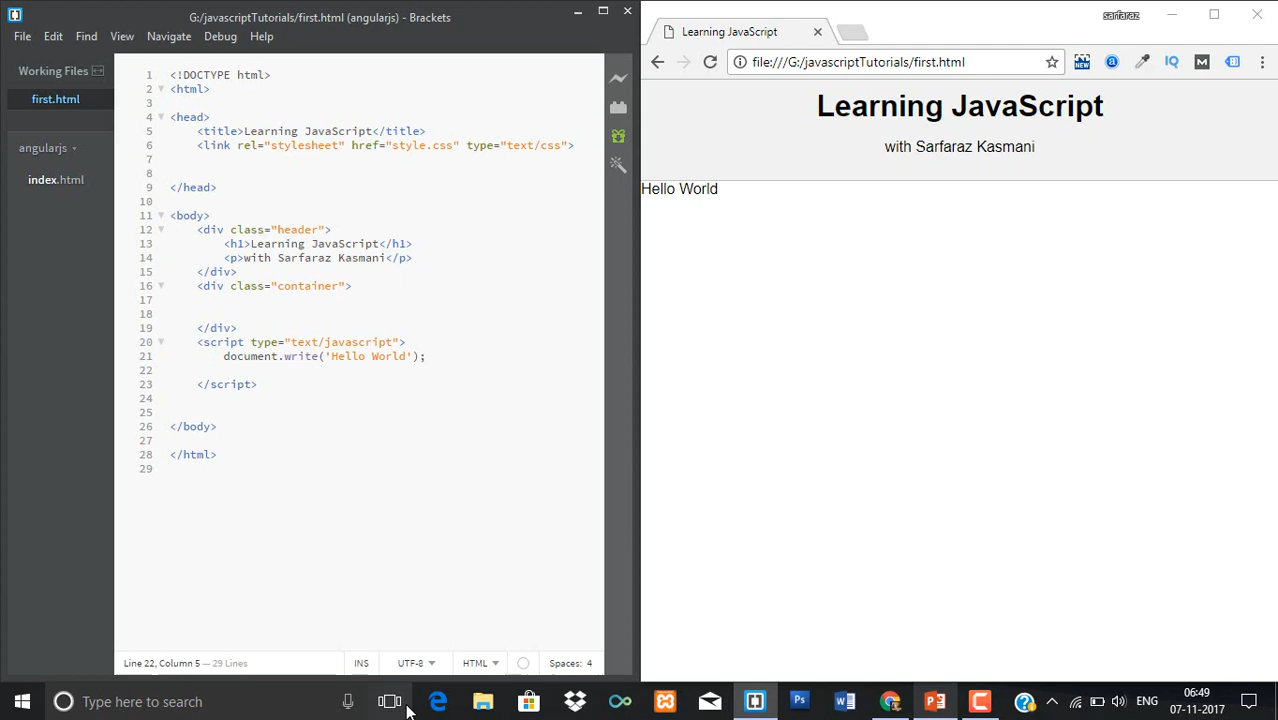 G:/javascriptTutorials/first.html (angularjs) - Brackets
File Edit Find View Navigate Debug Help
Working Files
first.html
angularjs
index.html
1 <!DOCTYPE html>
2 <html>
3
4 <head>
5 <title>Learning JavaScript</title>
6 <link rel="stylesheet" href="style.css" type="text/css">
7
8
9 </head>
10
11 <body>
12 <div class="header">
13 <h1>Learning JavaScript</h1>
14 <p>with Sarfaraz Kasmani</p>
15 </div>
16 <div class="container">
17
18
19 </div>
20 <script type="text/javascript">
21 document.write('Hello World');
22
23 </script>
24
25
26 </body>
27
28 </html>
29
Line 22, Column 5 — 29 Lines INS UTF-8 HTML Spaces: 4
sarfaraz
Learning JavaScript
file:///G:/javascriptTutorials/first.html
NEW a IQ M
Learning JavaScript
with Sarfaraz Kasmani
Hello World
Type here to search
Ps
ENG
06:49
07-11-2017